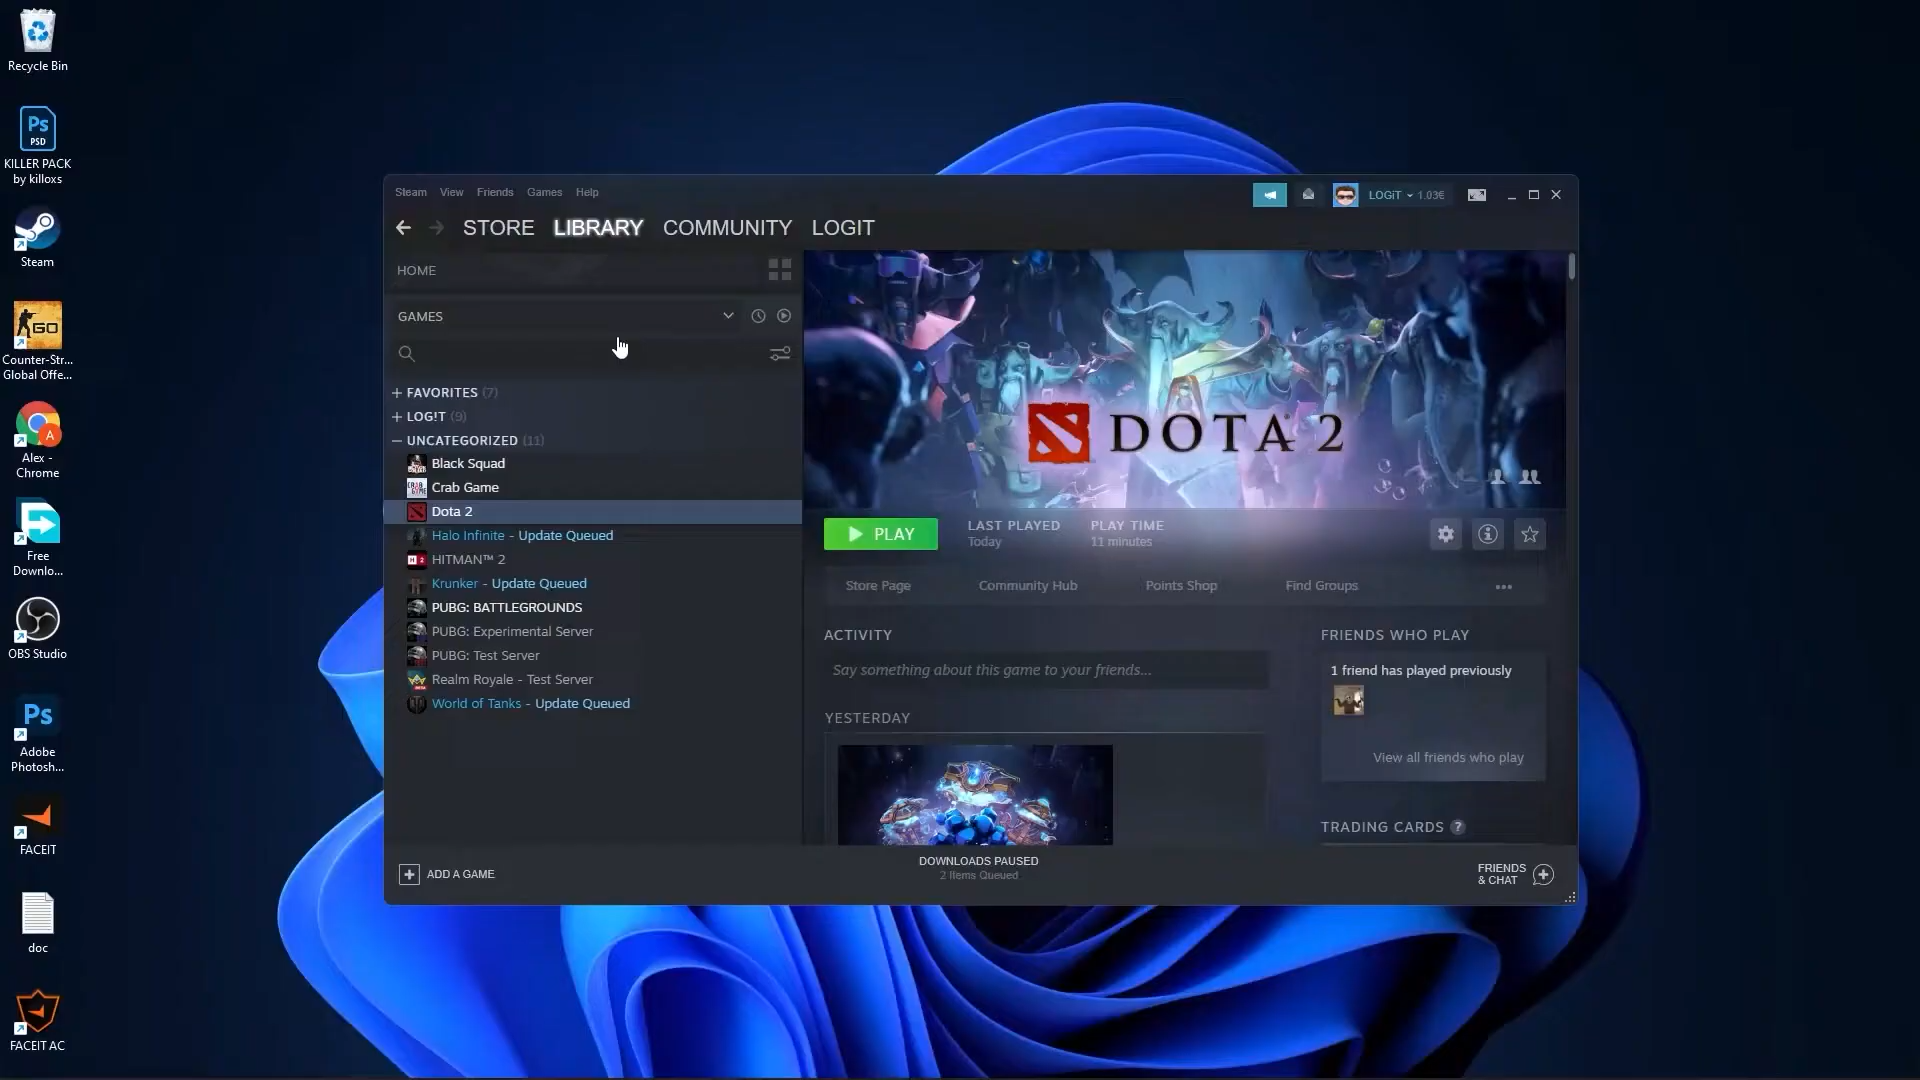 Recycle Bin
Ps
PSD
KILLER PACK
by killoxs
Steam
GO
Counter-Str...
Global Offe...
A
Alex -
Chrome
Free
Downlo...
OBS Studio
Ps
Adobe
Photosh...
FACEIT
doc
FACEIT AC
Steam View Friends Games Help
LOGiT 1.03€
STORE LIBRARY COMMUNITY LOGIT
HOME
GAMES
+ FAVORITES (7)
+ LOG!T (9)
— UNCATEGORIZED (11)
Black Squad
Crab Game
Dota 2
Halo Infinite - Update Queued
HITMAN™ 2
Krunker - Update Queued
PUBG: BATTLEGROUNDS
PUBG: Experimental Server
PUBG: Test Server
Realm Royale - Test Server
World of Tanks - Update Queued
DOTA 2
PLAY
LAST PLAYED
Today
PLAY TIME
11 minutes
Store Page Community Hub Points Shop Find Groups •••
ACTIVITY
Say something about this game to your friends...
YESTERDAY
FRIENDS WHO PLAY
1 friend has played previously
View all friends who play
TRADING CARDS ?
+ ADD A GAME
DOWNLOADS PAUSED
2 Items Queued
FRIENDS
& CHAT